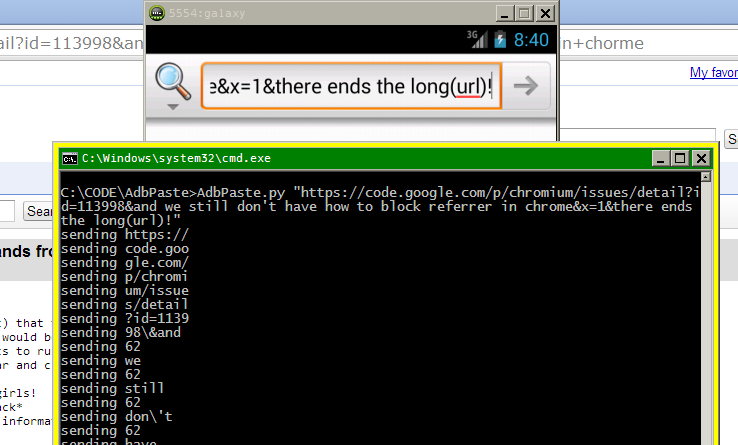 5554:galaxy
ail?id=113998&an
in+chorme
3G
8:40
My favor
e&x=1&there ends the long(url)!
C:\Windows\system32\cmd.exe
C:\CODE\AdbPaste>AdbPaste.py "https://code.google.com/p/chromium/issues/detail?i
d=113998&and we still don't have how to block referrer in chrome&x=1&there ends
the long(url)!"
sending https://
sending code.goo
sending gle.com/
sending p/chromi
sending um/issue
sending s/detail
sending ?id=1139
sending 98\&and
sending 62
sending we
sending 62
sending still
sending 62
sending don\'t
sending 62
sending have
S
Sear
ands fro
t) that
would b
ts to ru
ar and c
girls!
ack*
informa